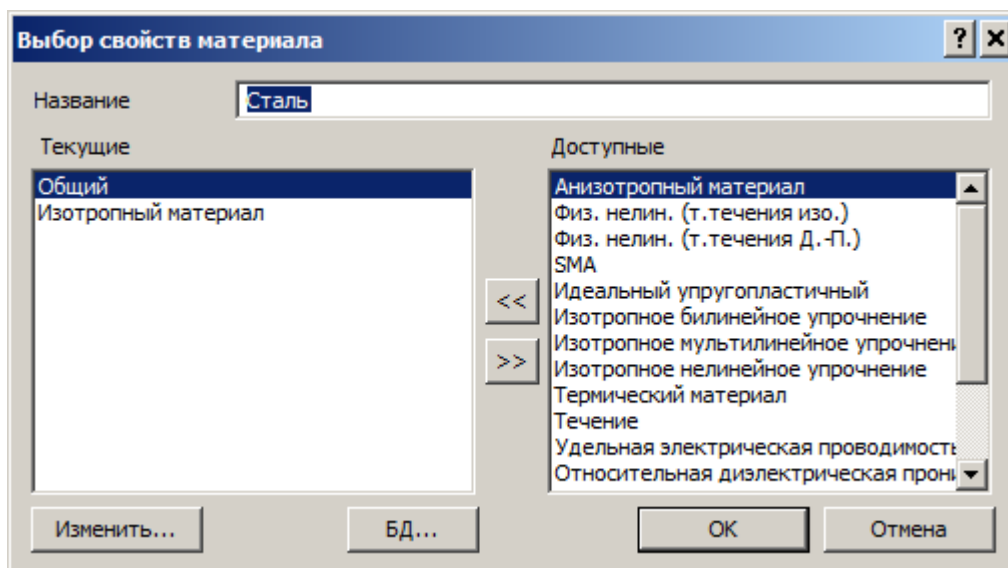 Выбор свойств материала
Название
Сталь
Текущие
Доступные
Общий
Изотропный материал
Анизотропный материал
Физ. нелин. (т.течения изо.)
Физ. нелин. (т.течения Д.-П.)
SMA
Идеальный упругопластичный
Изотропное билинейное упрочнение
Изотропное мультилинейное упрочнени
Изотропное нелинейное упрочнение
Термический материал
Течение
Удельная электрическая проводимость
Относительная диэлектрическая прони
<<
>>
Изменить...
БД...
ОК
Отмена